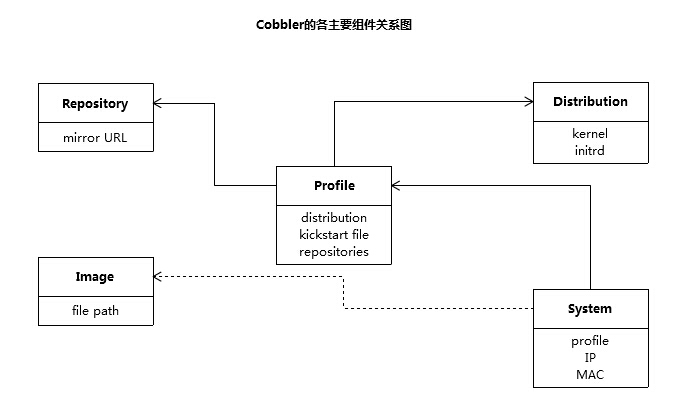 Cobbler的各主要组件关系图
Repository
mirror URL
Distribution
kernel
initrd
Profile
distribution
kickstart file
repositories
Image
file path
System
profile
IP
MAC